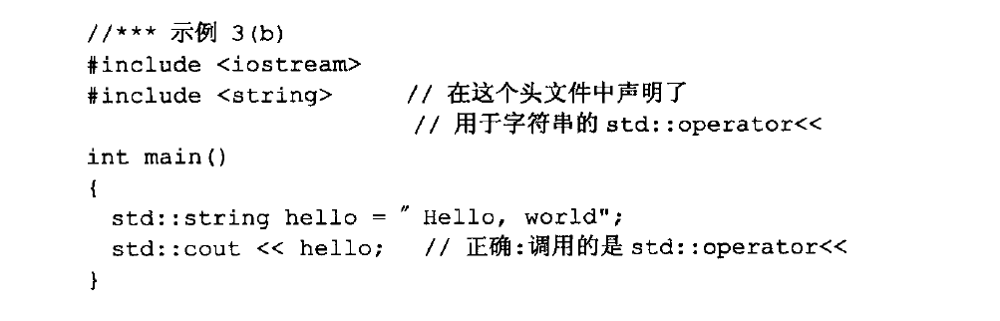 //*** 示例 3(b)
#include <iostream>
#include <string> // 在这个头文件中声明了
// 用于字符串的 std::operator<<
int main()
{
std::string hello = " Hello, world";
std::cout << hello; // 正确:调用的是 std::operator<<
}